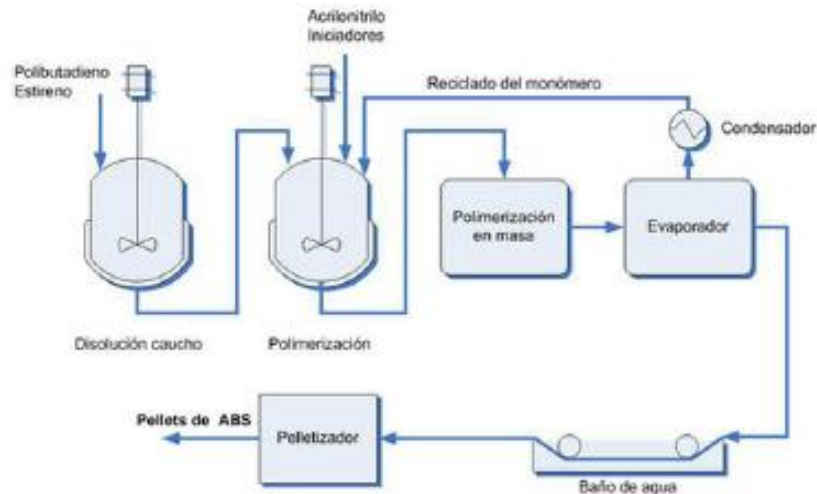 Acrilonitrilo
Iniciadores
Polibutadieno
Estireno
Reciclado del monómero
Condensador
Polimerización
en masa
Evaporador
Disolución caucho
Polimerización
Pellets de ABS
Pelletizador
Baño de agua